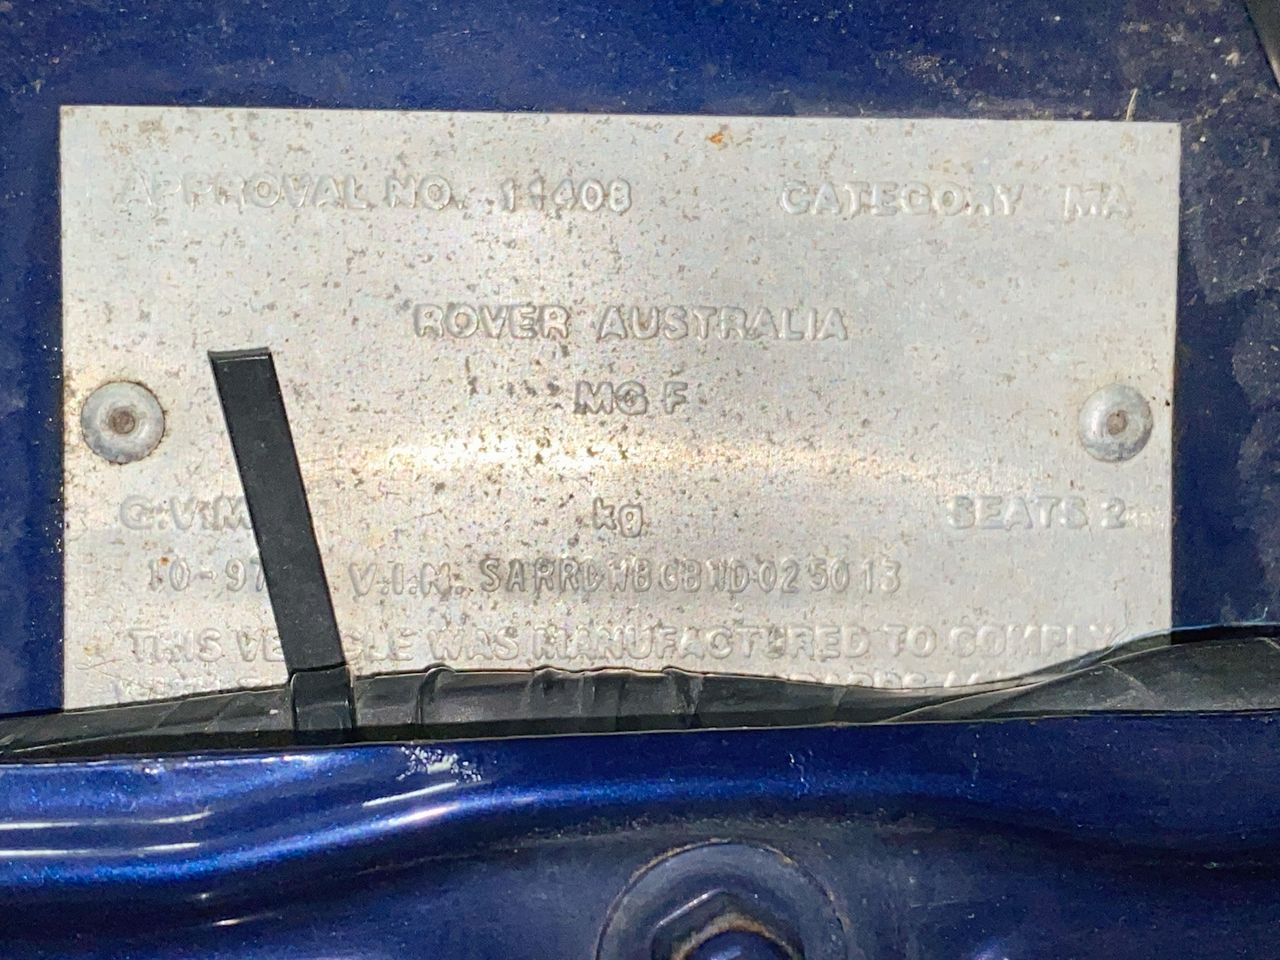 APPROVAL NO. 11408 CATEGORY MA
ROVER AUSTRALIA
MG F
G.V.M kg SEATS 2
10-97 V.I.N. SARRDWBGBWD025013
THIS VEHICLE WAS MANUFACTURED TO COMPLY